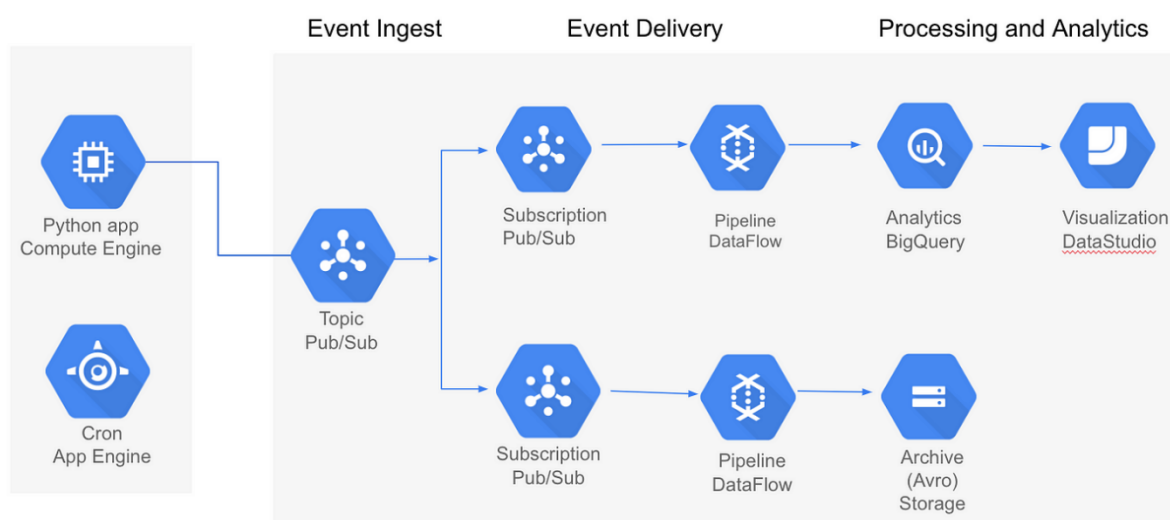 Event Ingest
Event Delivery
Processing and Analytics
Python app
Compute Engine
Cron
App Engine
Topic
Pub/Sub
Subscription
Pub/Sub
Pipeline
DataFlow
Analytics
BigQuery
Visualization
DataStudio
Subscription
Pub/Sub
Pipeline
DataFlow
Archive
(Avro)
Storage